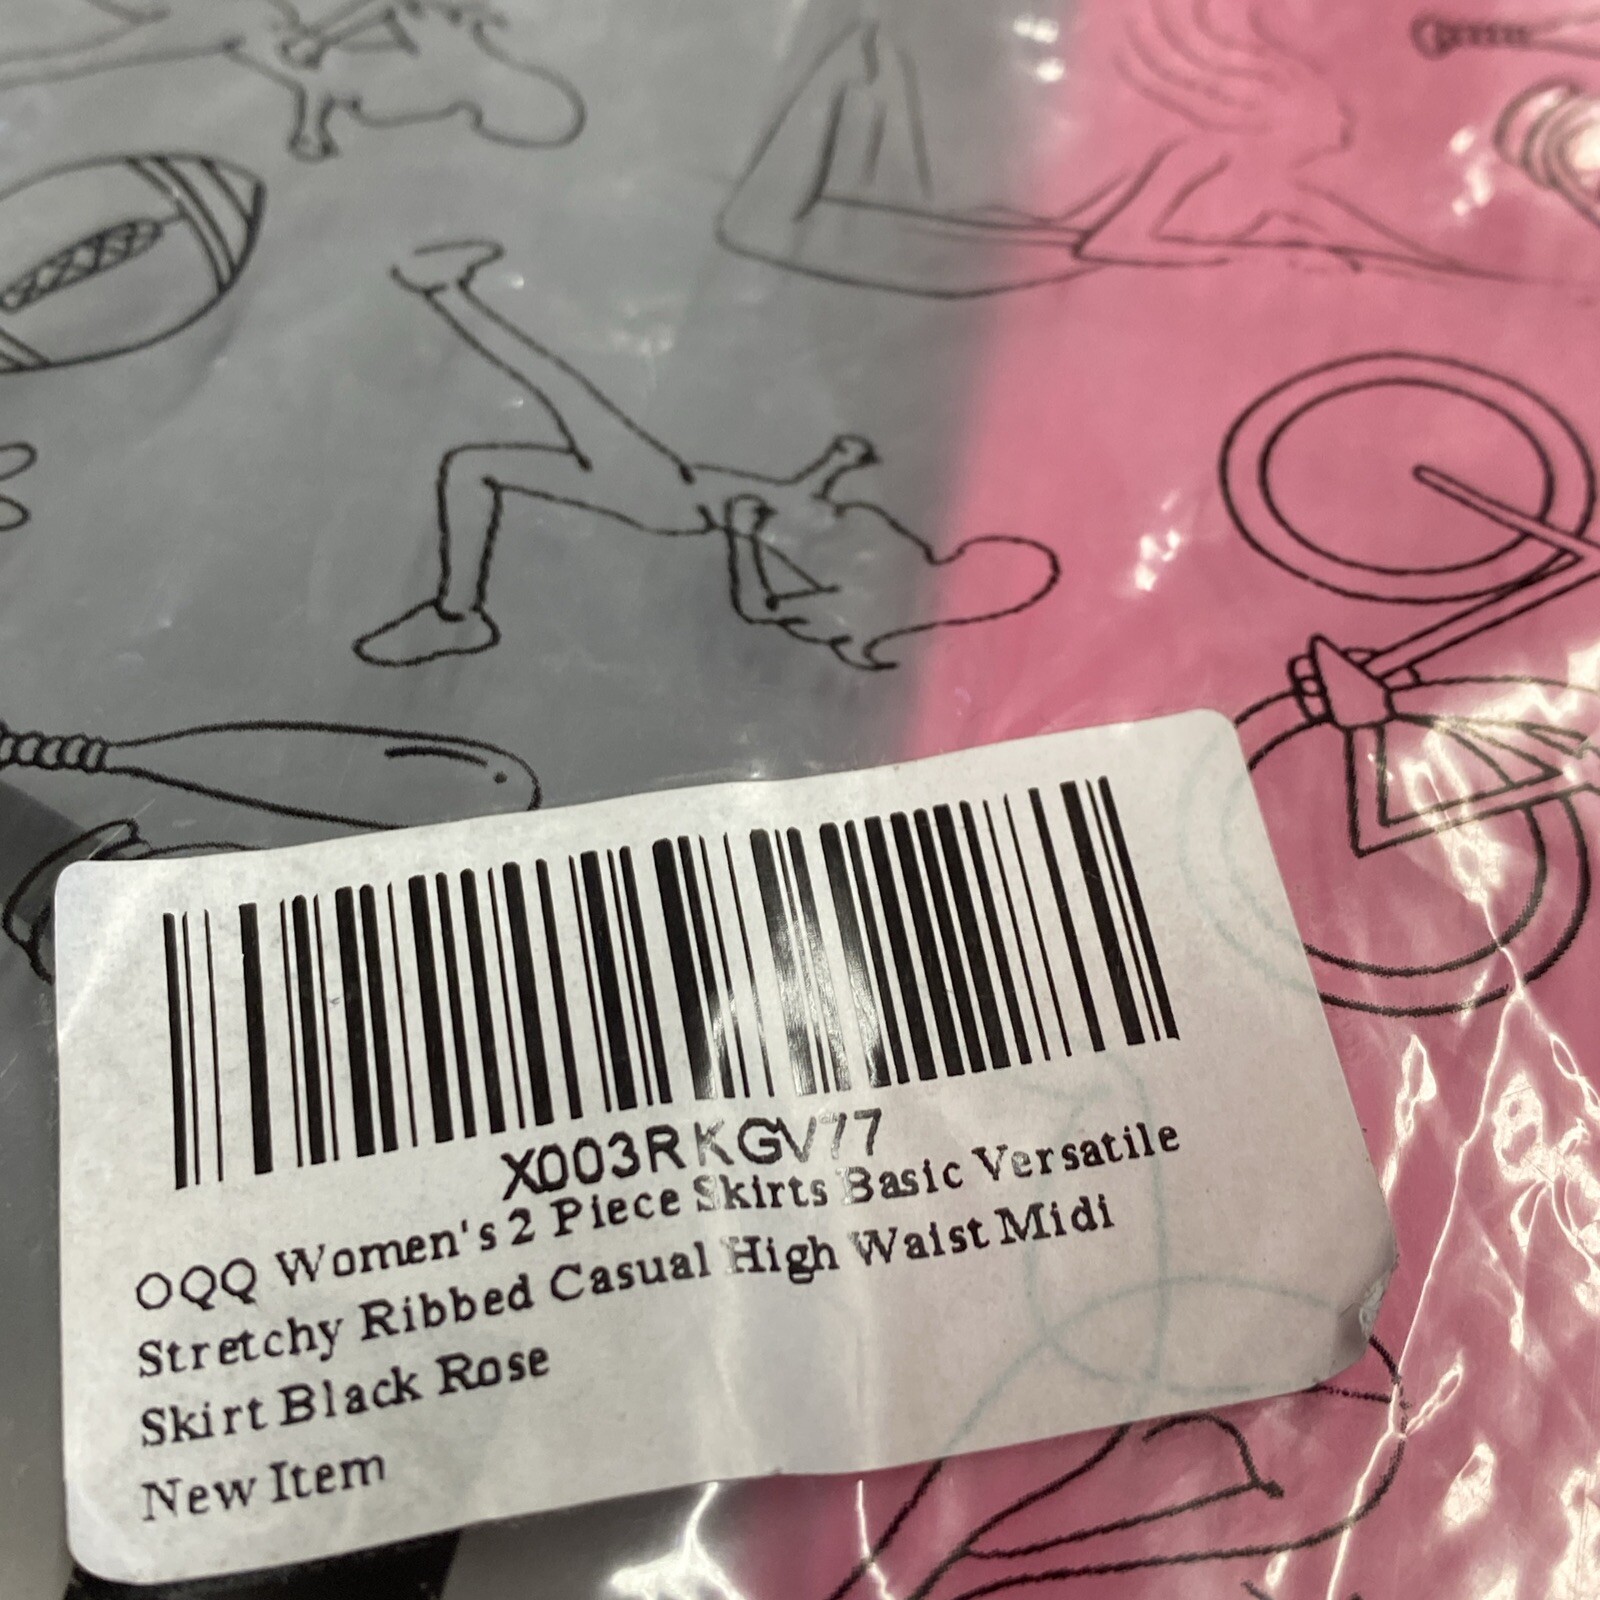 X003RKGV77
OQQ Women's 2 Piece Skirts Basic Versatile
Stretchy Ribbed Casual High Waist Midi
Skirt Black Rose
New Item